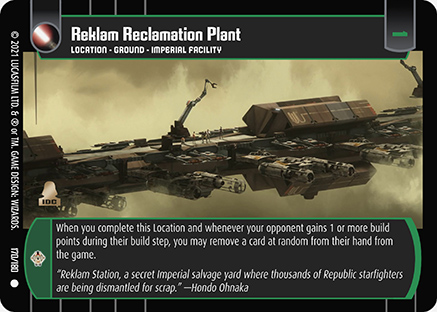 Reklam Reclamation Plant
LOCATION - GROUND - IMPERIAL FACILITY
© 2021 LUCASFILM LTD. & ® or TM. GAME DESIGN: WIZARDS.
IDC
When you complete this Location and whenever your opponent gains 1 or more build
points during their build step, you may remove a card at random from their hand from
the game.
“Reklam Station, a secret Imperial salvage yard where thousands of Republic starfighters
are being dismantled for scrap.” —Hondo Ohnaka